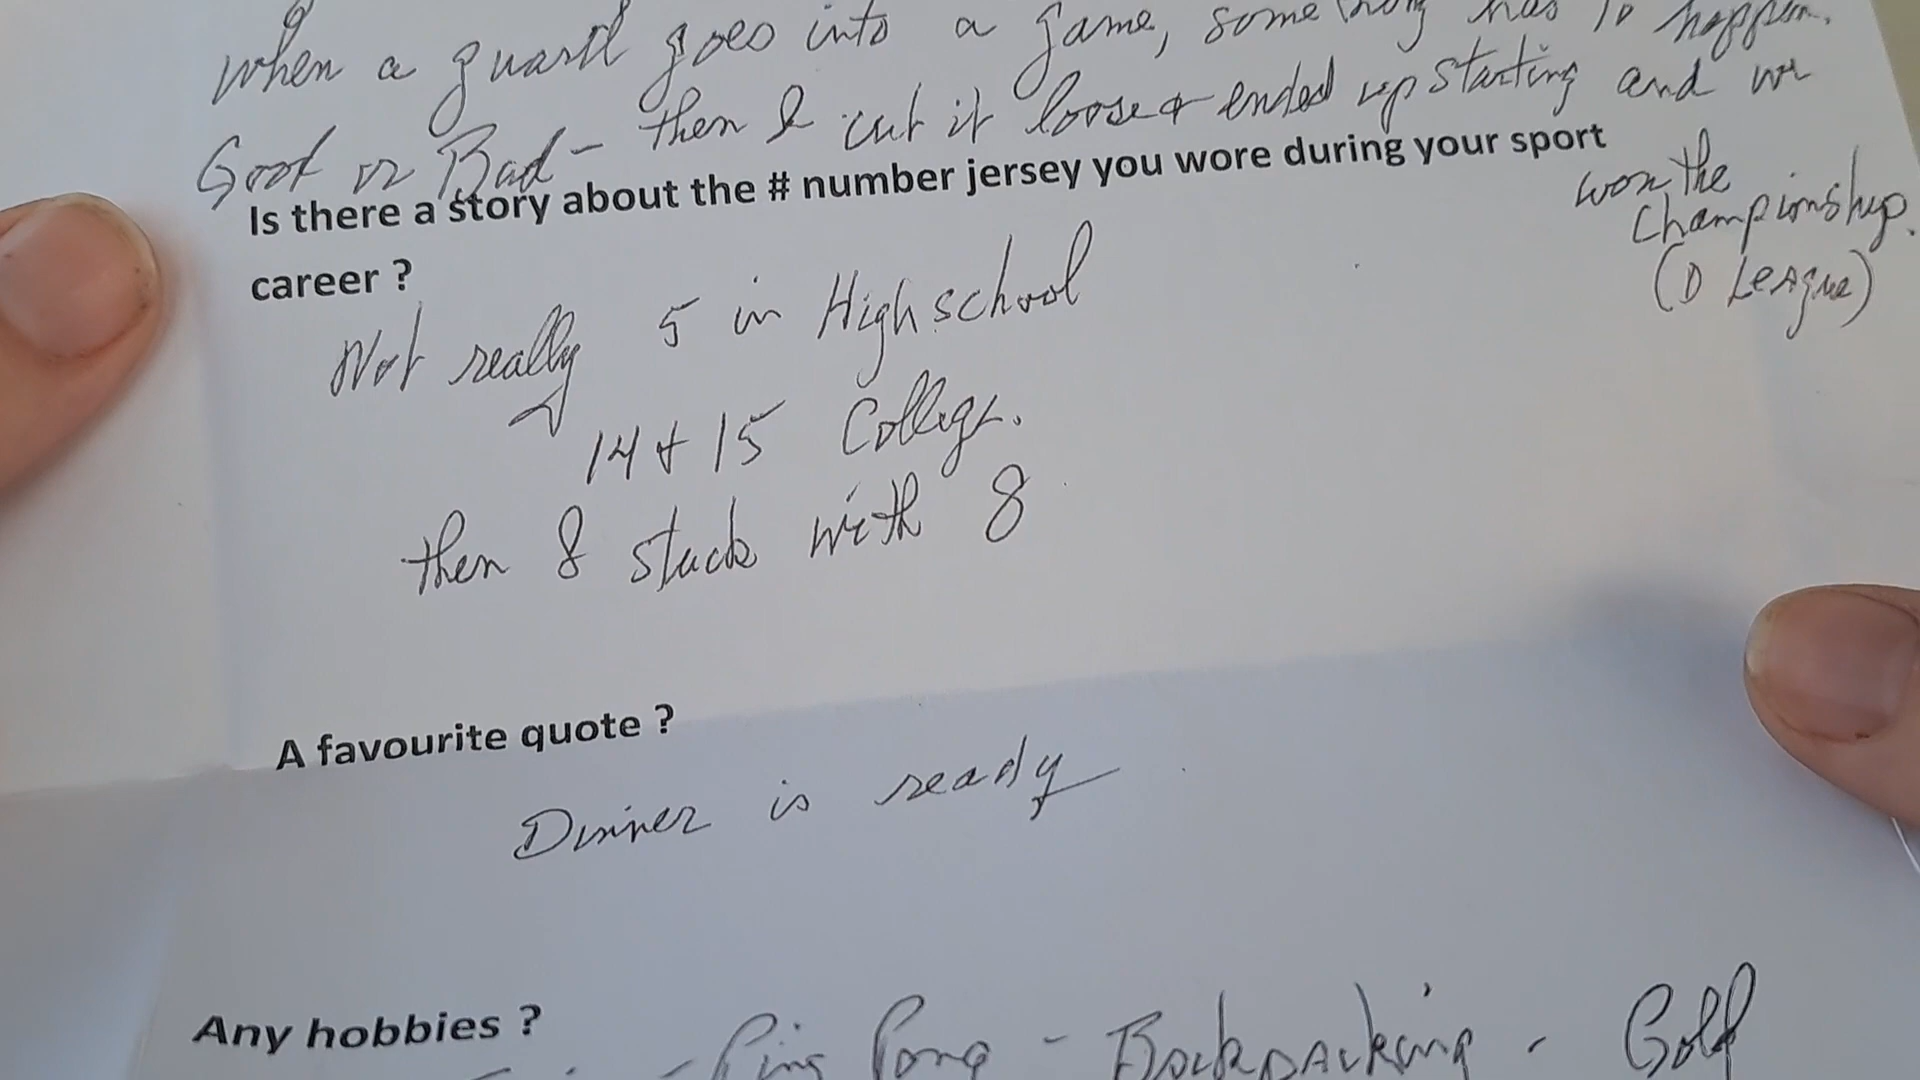 when a guard goes into a game, something has to happen.
Good or Bad - then I cut it loose + ended up starting and we
won the
Championship.
(D League)
Is there a story about the # number jersey you wore during your sport
career ?
Not really 5 in High school
14 + 15 College.
then 8 stuck with 8
A favourite quote ?
Dinner is ready
Any hobbies ?
- Ping Pong - Backpacking - Golf